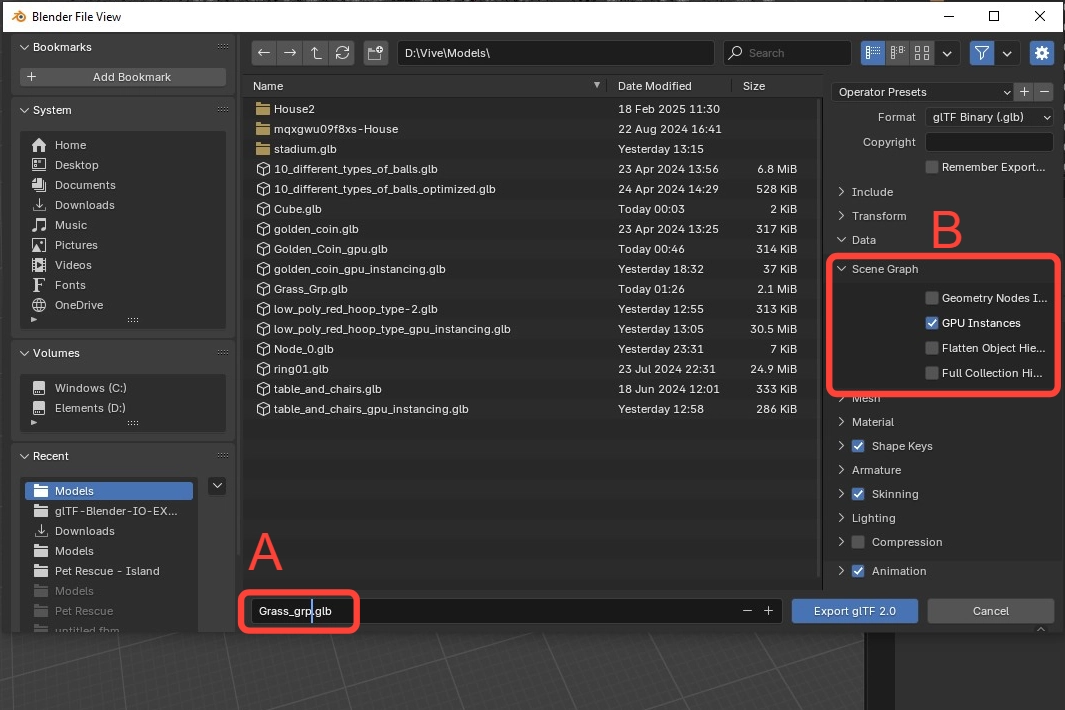 Blender File View
Bookmarks
Add Bookmark
System
Home
Desktop
Documents
Downloads
Music
Pictures
Videos
Fonts
OneDrive
Volumes
Windows (C:)
Elements (D:)
Recent
Models
glTF-Blender-IO-EX...
Downloads
Models
Pet Rescue - Island
Models
Pet Rescue
untitled.fbm
D:\Vive\Models\
Search
Name Date Modified Size
House2 18 Feb 2025 11:30
mqxgwu09f8xs-House 22 Aug 2024 16:41
stadium.glb Yesterday 13:15
10_different_types_of_balls.glb 23 Apr 2024 13:56 6.8 MiB
10_different_types_of_balls_optimized.glb 24 Apr 2024 14:29 528 KiB
Cube.glb Today 00:03 2 KiB
golden_coin.glb 23 Apr 2024 13:25 317 KiB
Golden_Coin_gpu.glb Today 00:46 314 KiB
golden_coin_gpu_instancing.glb Yesterday 18:32 37 KiB
Grass_Grp.glb Today 01:26 2.1 MiB
low_poly_red_hoop_type-2.glb Yesterday 12:55 313 KiB
low_poly_red_hoop_type_gpu_instancing.glb Yesterday 13:05 30.5 MiB
Node_0.glb Yesterday 23:31 7 KiB
ring01.glb 23 Jul 2024 22:31 24.9 MiB
table_and_chairs.glb 18 Jun 2024 12:01 333 KiB
table_and_chairs_gpu_instancing.glb Yesterday 12:58 286 KiB
A
Grass_grp.glb
Operator Presets
Format glTF Binary (.glb)
Copyright
Remember Export...
Include
Transform
Data
B
Scene Graph
Geometry Nodes I...
GPU Instances
Flatten Object Hie...
Full Collection Hi...
Mesh
Material
Shape Keys
Armature
Skinning
Lighting
Compression
Animation
Export glTF 2.0
Cancel